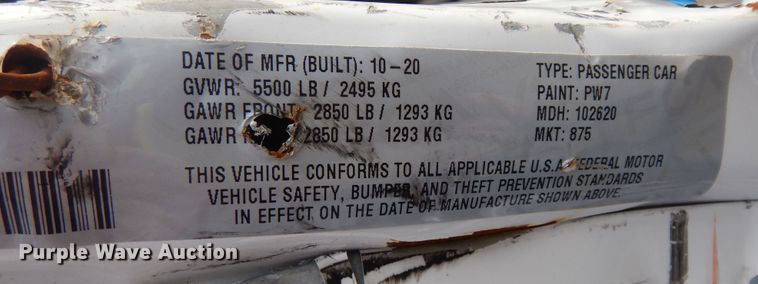 DATE OF MFR (BUILT): 10-20
GVWR: 5500 LB / 2495 KG
GAWR FRONT: 2850 LB / 1293 KG
GAWR 2850 LB / 1293 KG
TYPE: PASSENGER CAR
PAINT: PW7
MDH: 102620
MKT: 875
THIS VEHICLE CONFORMS TO ALL APPLICABLE U.S.A. FEDERAL MOTOR
VEHICLE SAFETY, BUMPER, AND THEFT PREVENTION STANDARDS
IN EFFECT ON THE DATE OF MANUFACTURE SHOWN ABOVE.
Purple Wave Auction